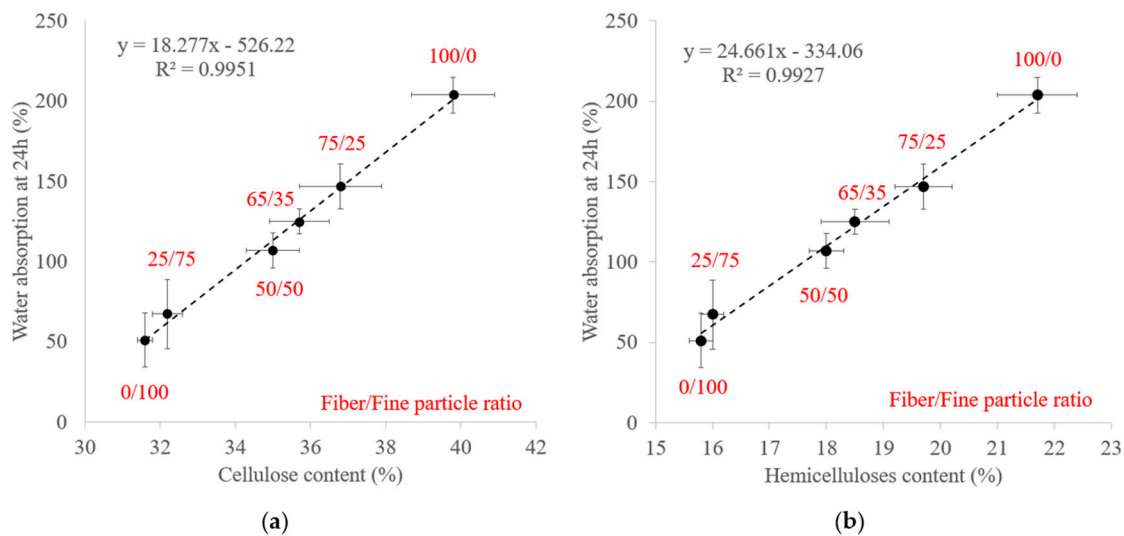 250
200
150
100
50
0
Water absorption at 24h (%)
y = 18.277x - 526.22
R² = 0.9951
100/0
75/25
65/35
25/75
50/50
0/100
Fiber/Fine particle ratio
30 32 34 36 38 40 42
Cellulose content (%)
(a)
250
200
150
100
50
0
Water absorption at 24h (%)
y = 24.661x - 334.06
R² = 0.9927
100/0
75/25
65/35
25/75
50/50
0/100
Fiber/Fine particle ratio
15 16 17 18 19 20 21 22 23
Hemicelluloses content (%)
(b)